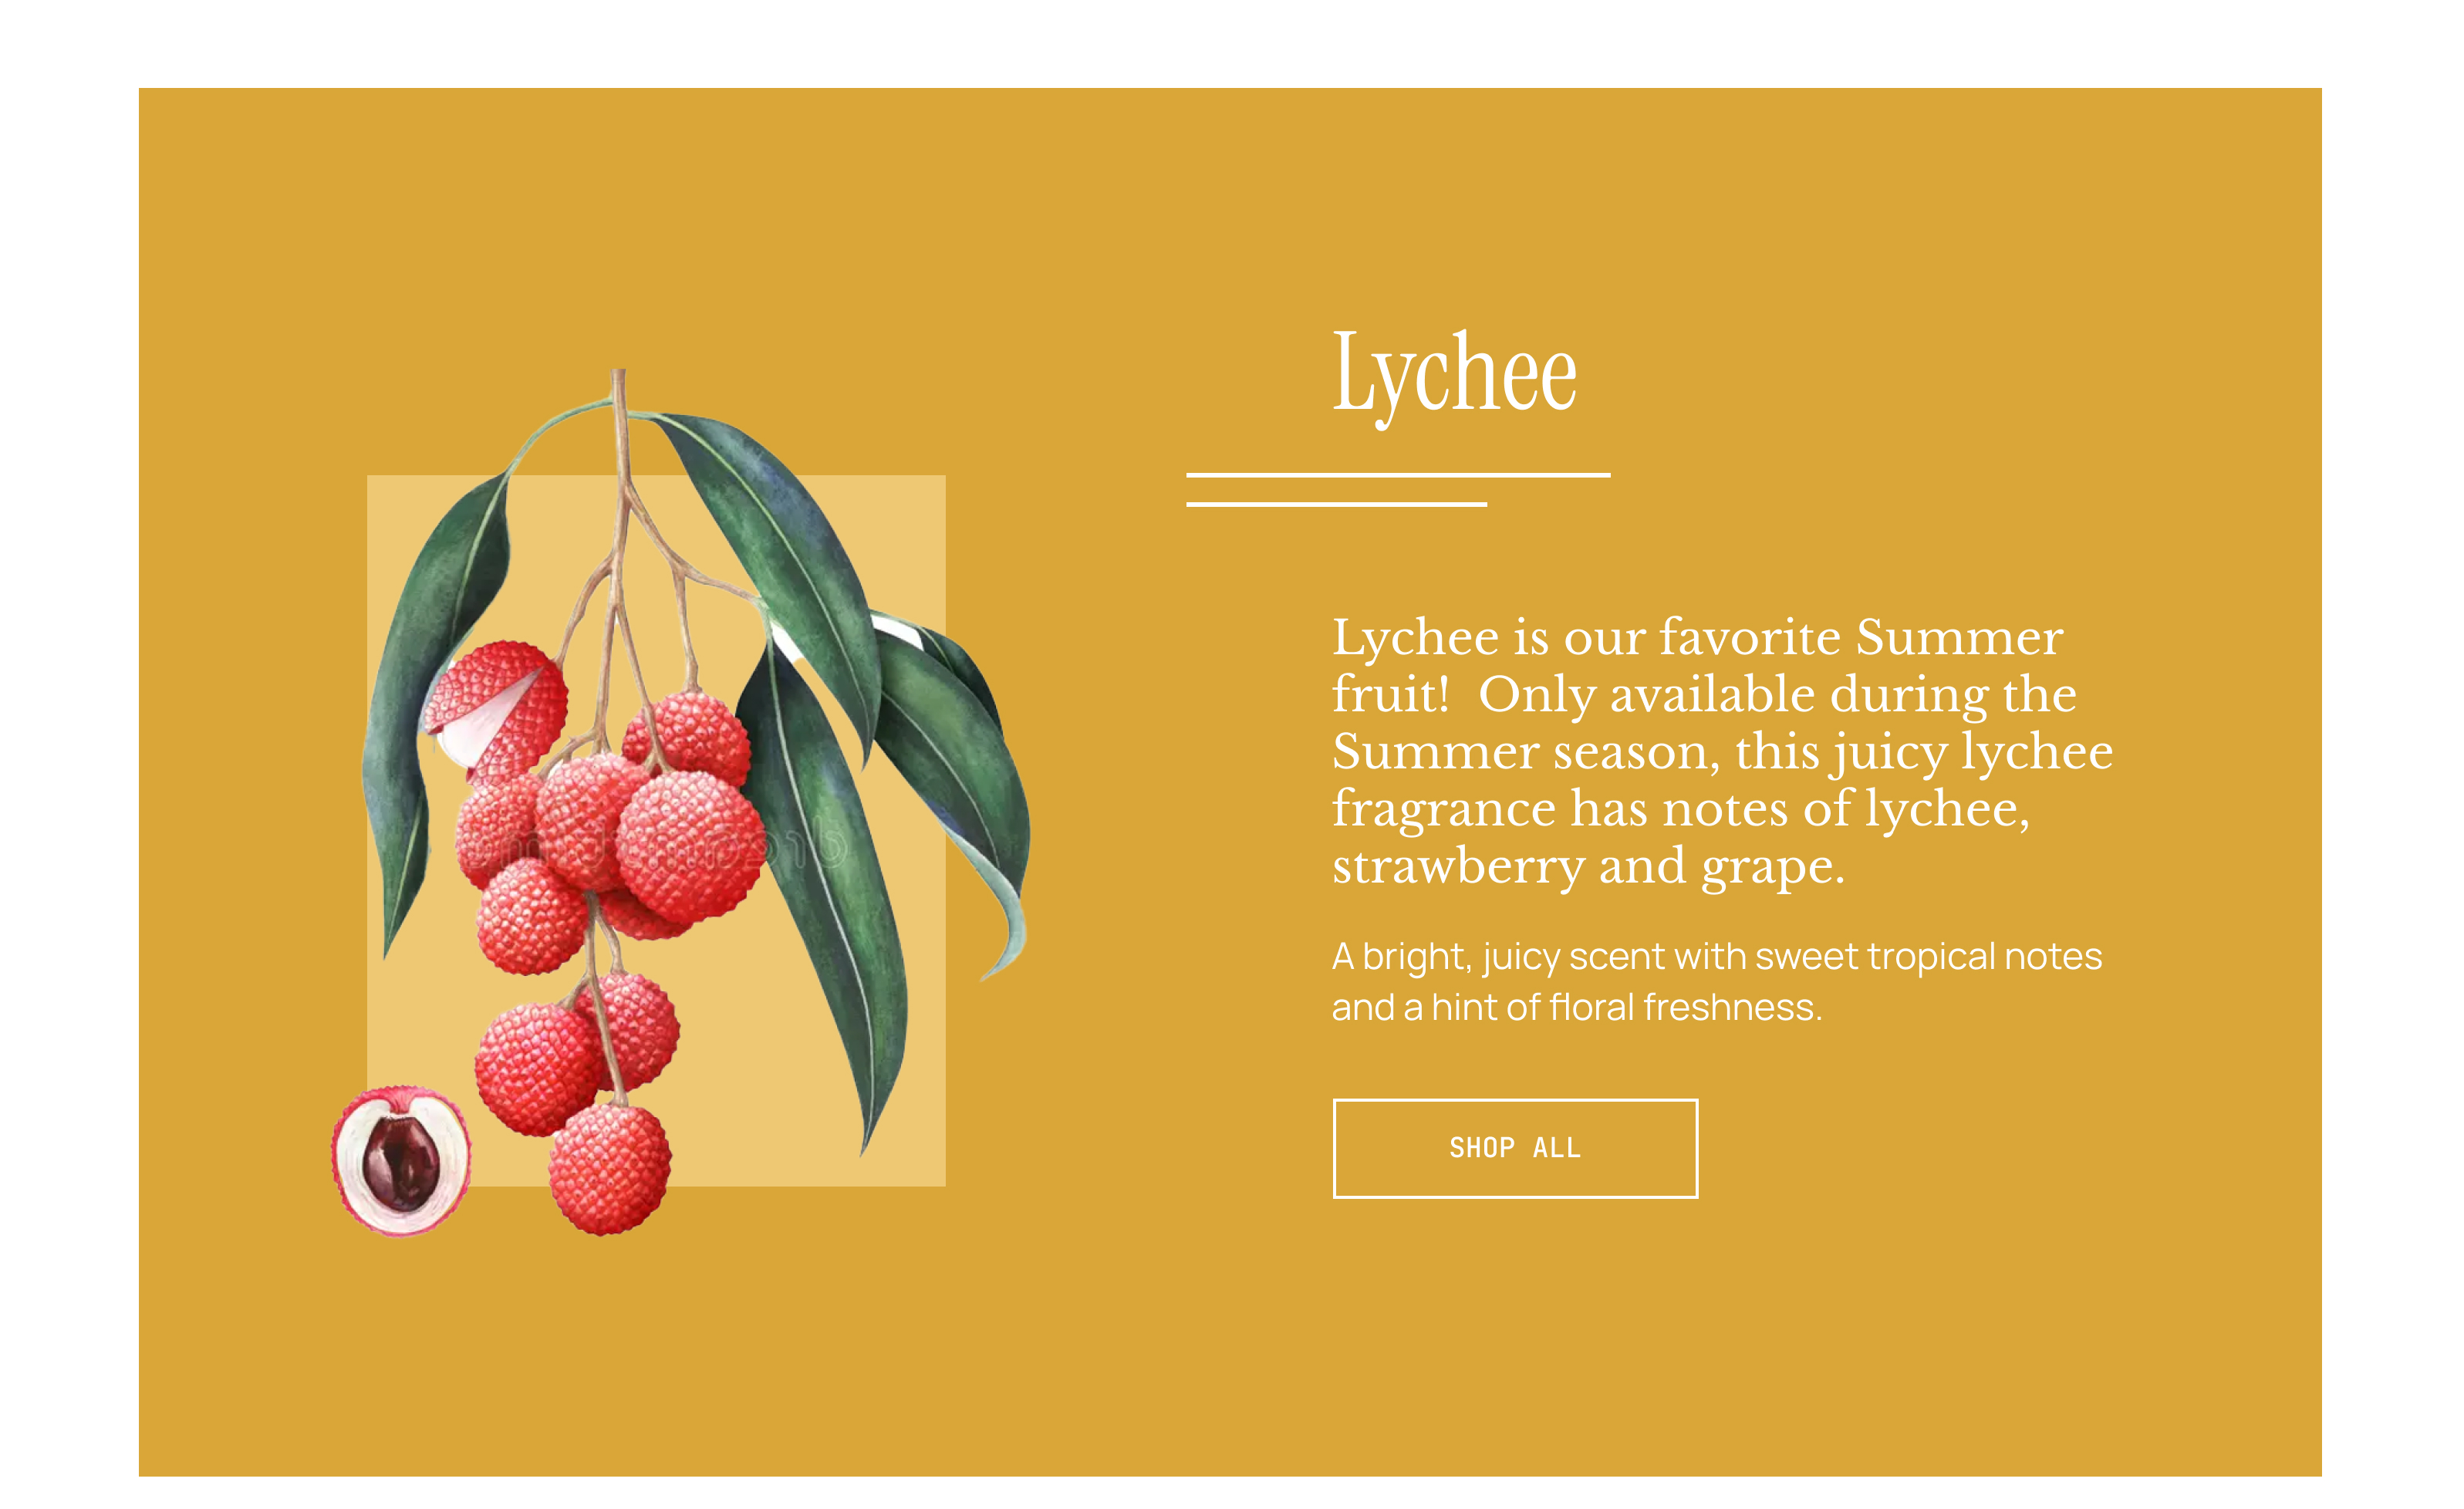 Lychee
Lychee is our favorite Summer
fruit!  Only available during the
Summer season, this juicy lychee
fragrance has notes of lychee,
strawberry and grape.
A bright, juicy scent with sweet tropical notes
and a hint of floral freshness.
SHOP ALL